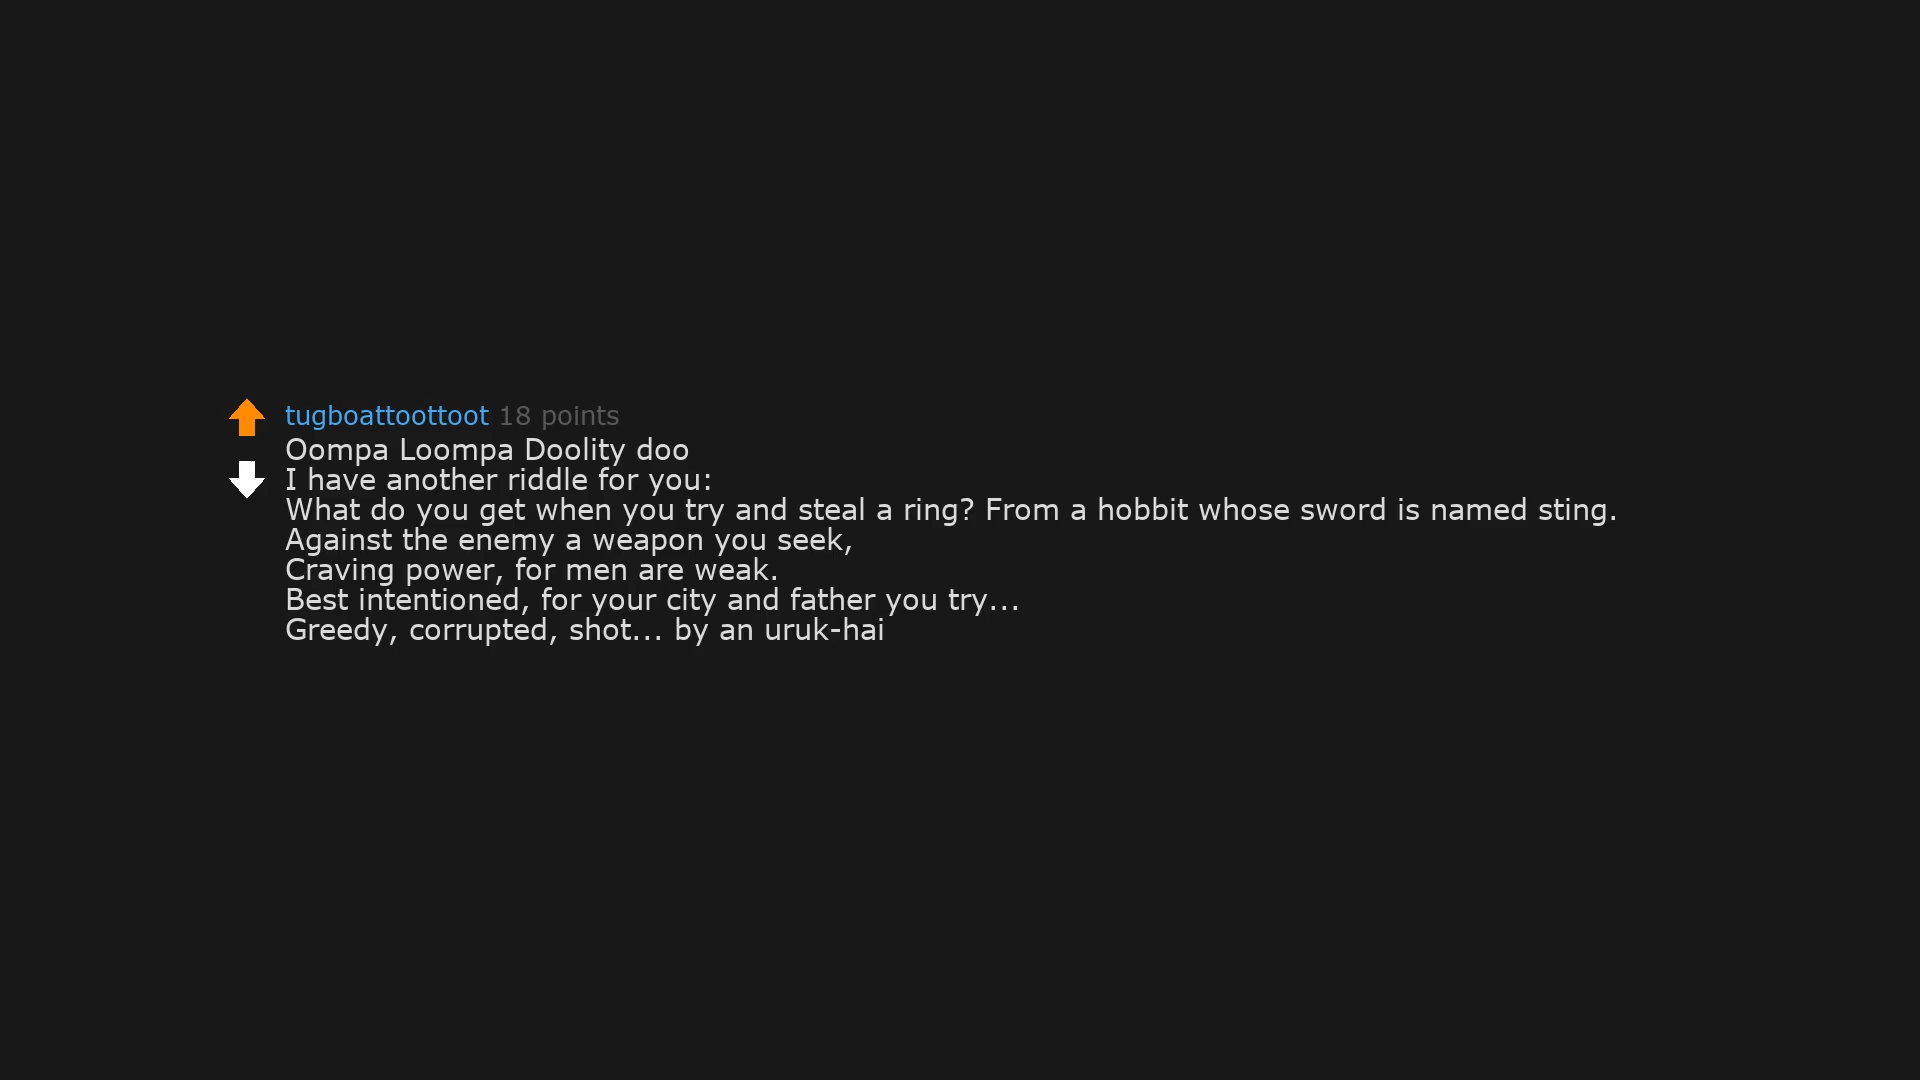 tugboattoottoot 18 points
Oompa Loompa Doolity doo
I have another riddle for you:
What do you get when you try and steal a ring? From a hobbit whose sword is named sting.
Against the enemy a weapon you seek,
Craving power, for men are weak.
Best intentioned, for your city and father you try...
Greedy, corrupted, shot... by an uruk-hai